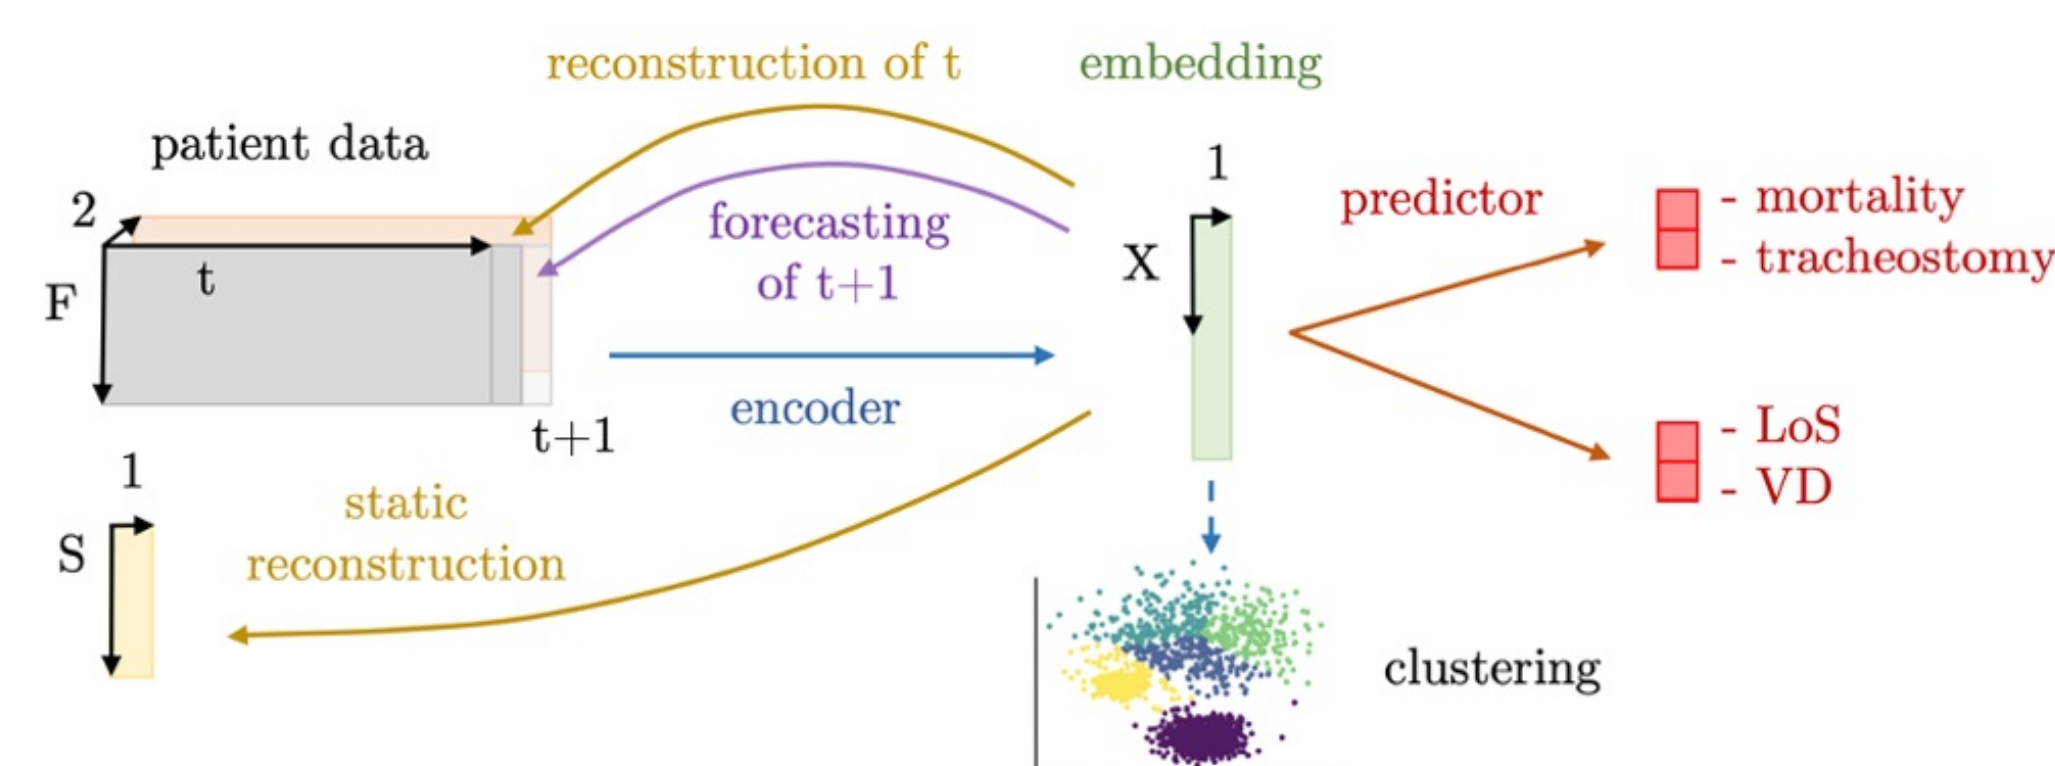 reconstruction of t
embedding
patient data
1
2
predictor
- mortality
forecasting
of t+1
t
F
X
- tracheostomy
encoder
t+1
- LoS
1
- VD
static
reconstruction
S
clustering